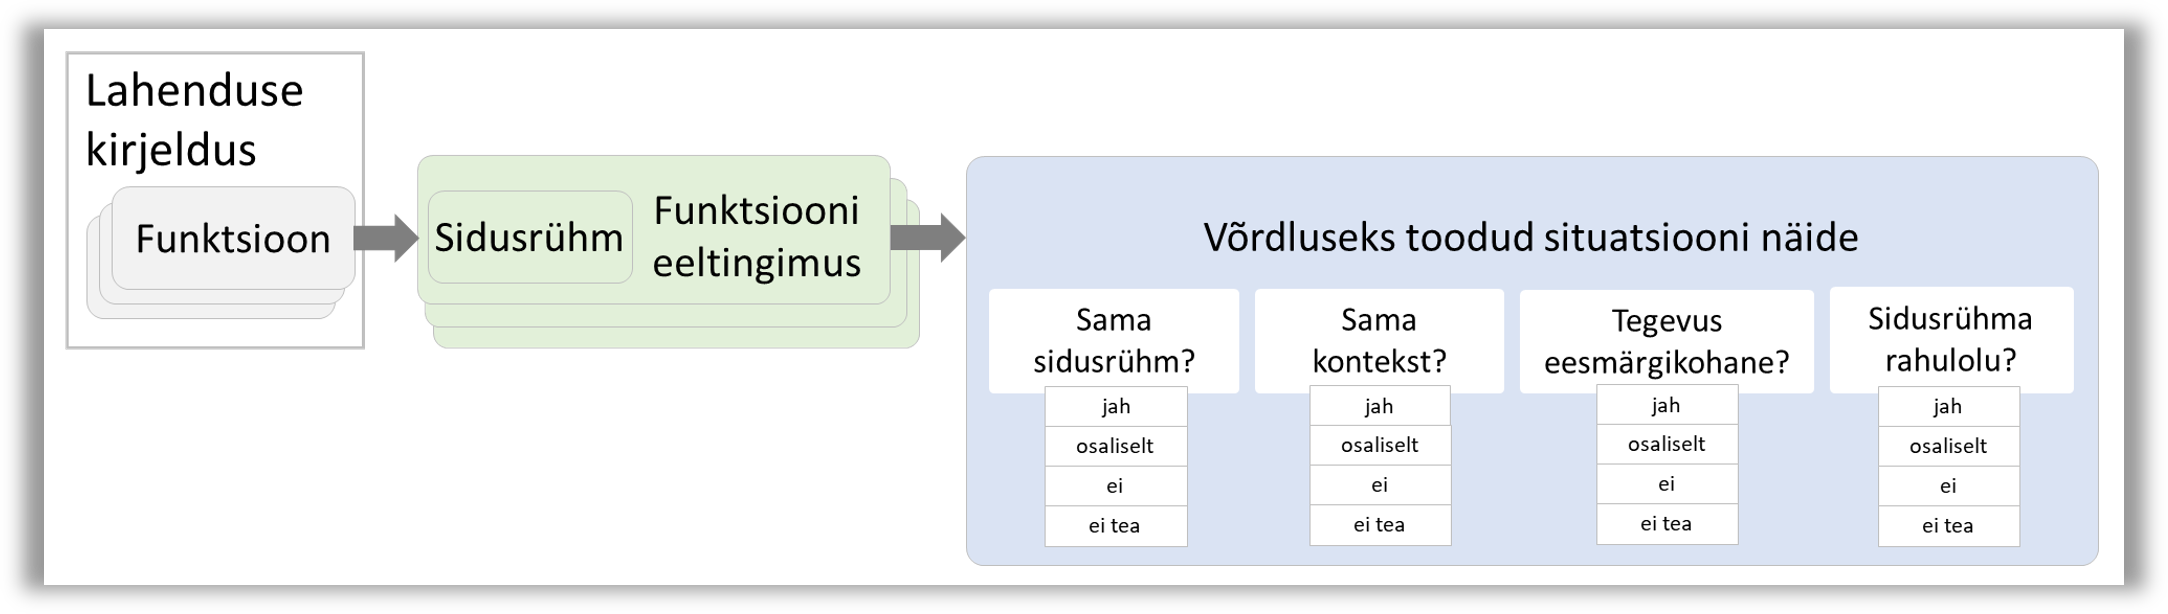 Lahenduse
kirjeldus
Funktsioon
Sidusrühm
Funktsiooni
eeltingimus
Võrdluseks toodud situatsiooni näide
Sama
sidusrühm?
jah
osaliselt
ei
ei tea
Sama
kontekst?
jah
osaliselt
ei
ei tea
Tegevus
eesmärgikohane?
jah
osaliselt
ei
ei tea
Sidusrühma
rahulolu?
jah
osaliselt
ei
ei tea